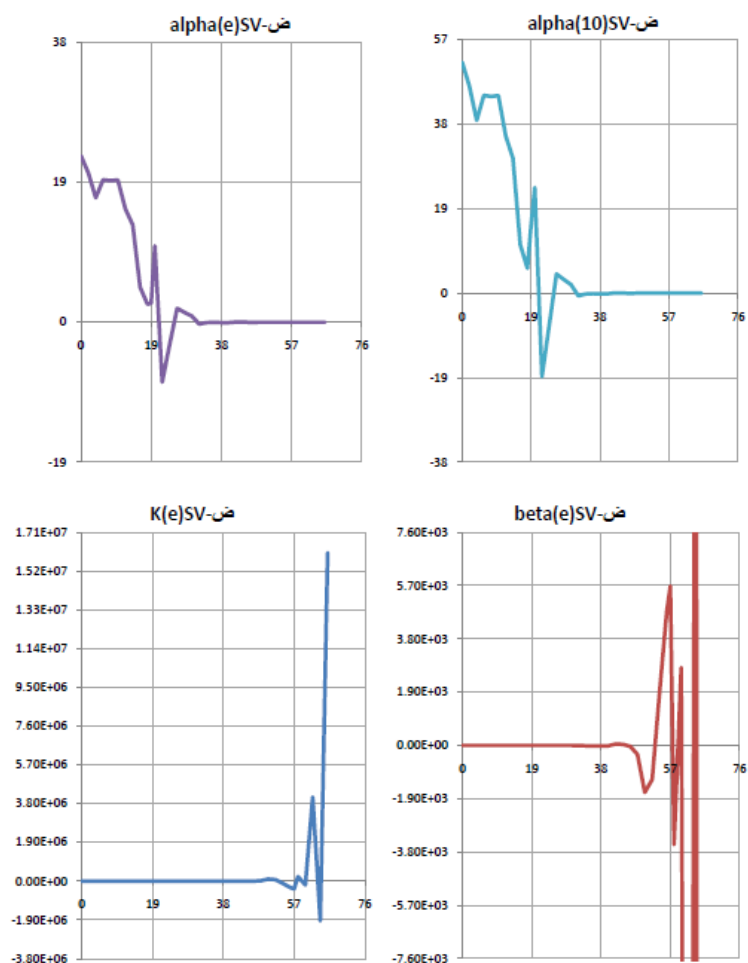 alpha(e)SV-ض
38
19
0
0 19 38 57 76
-19
alpha(10)SV-ض
57
38
19
0
0 19 38 57 76
-19
-38
K(e)SV-ض
1.71E+07
1.52E+07
1.33E+07
1.14E+07
9.50E+06
7.60E+06
5.70E+06
3.80E+06
1.90E+06
0.00E+00
0 19 38 57 76
-1.90E+06
-3.80E+06
beta(e)SV-ض
7.60E+03
5.70E+03
3.80E+03
1.90E+03
0.00E+00
0 19 38 57 76
-1.90E+03
-3.80E+03
-5.70E+03
-7.60E+03